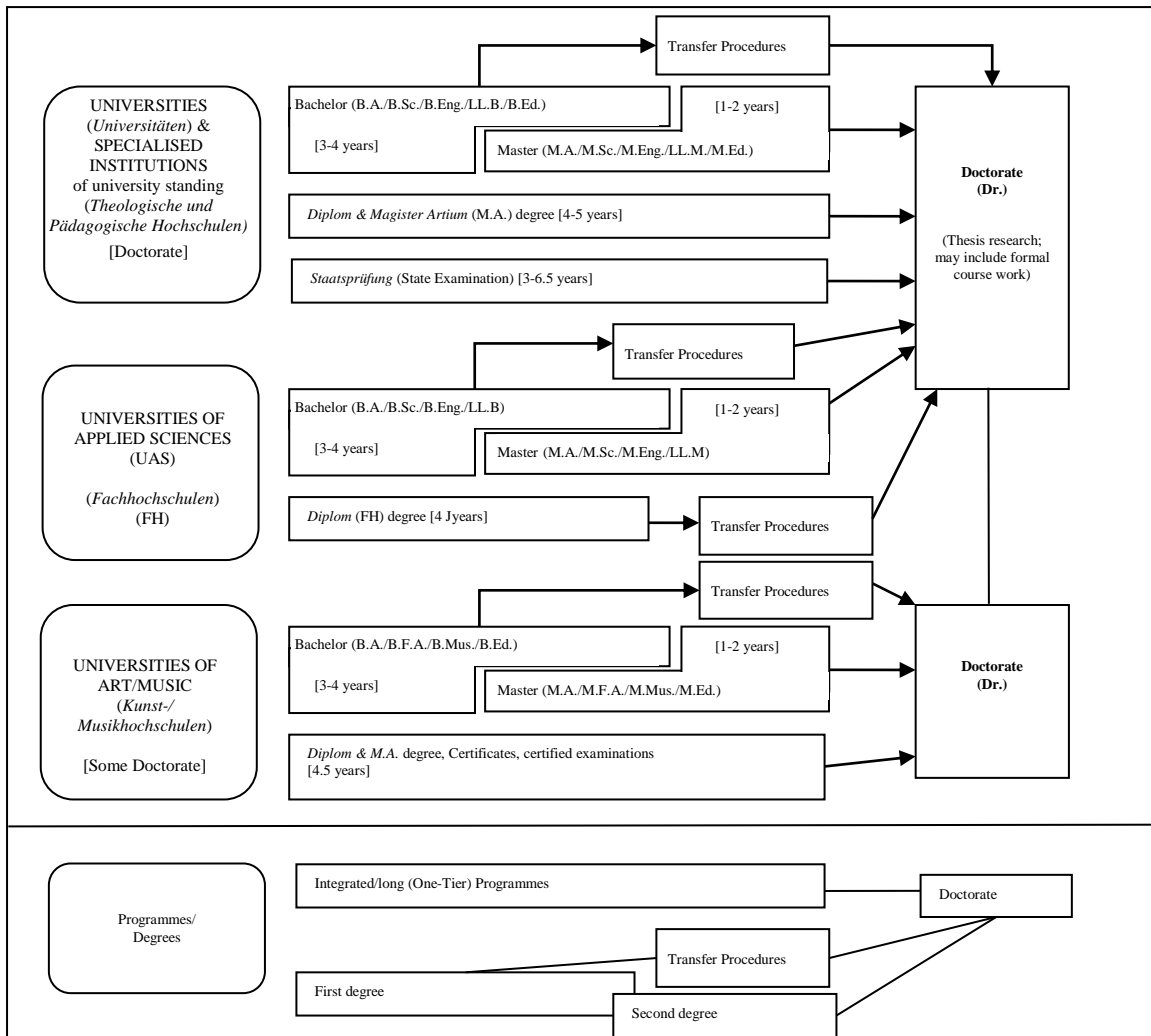 Transfer Procedures
UNIVERSITIES
(Universitäten) &
SPECIALISED
INSTITUTIONS
of university standing
(Theologische und
Pädagogische Hochschulen)
[Doctorate]
Bachelor (B.A./B.Sc./B.Eng./LL.B./B.Ed.)
[1-2 years]
[3-4 years]
Master (M.A./M.Sc./M.Eng./LL.M./M.Ed.)
Diplom & Magister Artium (M.A.) degree [4-5 years]
Staatsprüfung (State Examination) [3-6.5 years]
Doctorate
(Dr.)
(Thesis research;
may include formal
course work)
Transfer Procedures
UNIVERSITIES OF
APPLIED SCIENCES
(UAS)
(Fachhochschulen)
(FH)
Bachelor (B.A./B.Sc./B.Eng./LL.B)
[1-2 years]
[3-4 years]
Master (M.A./M.Sc./M.Eng./LL.M)
Diplom (FH) degree [4 Jyears]
Transfer Procedures
Transfer Procedures
UNIVERSITIES OF
ART/MUSIC
(Kunst-/
Musikhochschulen)
[Some Doctorate]
Bachelor (B.A./B.F.A./B.Mus./B.Ed.)
[1-2 years]
[3-4 years]
Master (M.A./M.F.A./M.Mus./M.Ed.)
Diplom & M.A. degree, Certificates, certified examinations
[4.5 years]
Doctorate
(Dr.)
Programmes/
Degrees
Integrated/long (One-Tier) Programmes
Doctorate
Transfer Procedures
First degree
Second degree